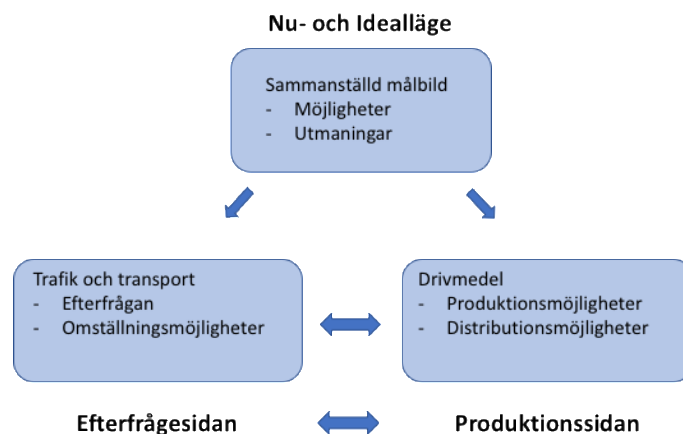 Nu- och Idealläge
Sammanställd målbild
- Möjligheter
- Utmaningar
Trafik och transport
- Efterfrågan
- Omställningsmöjligheter
Drivmedel
- Produktionsmöjligheter
- Distributionsmöjligheter
Efterfrågesidan
Produktionssidan